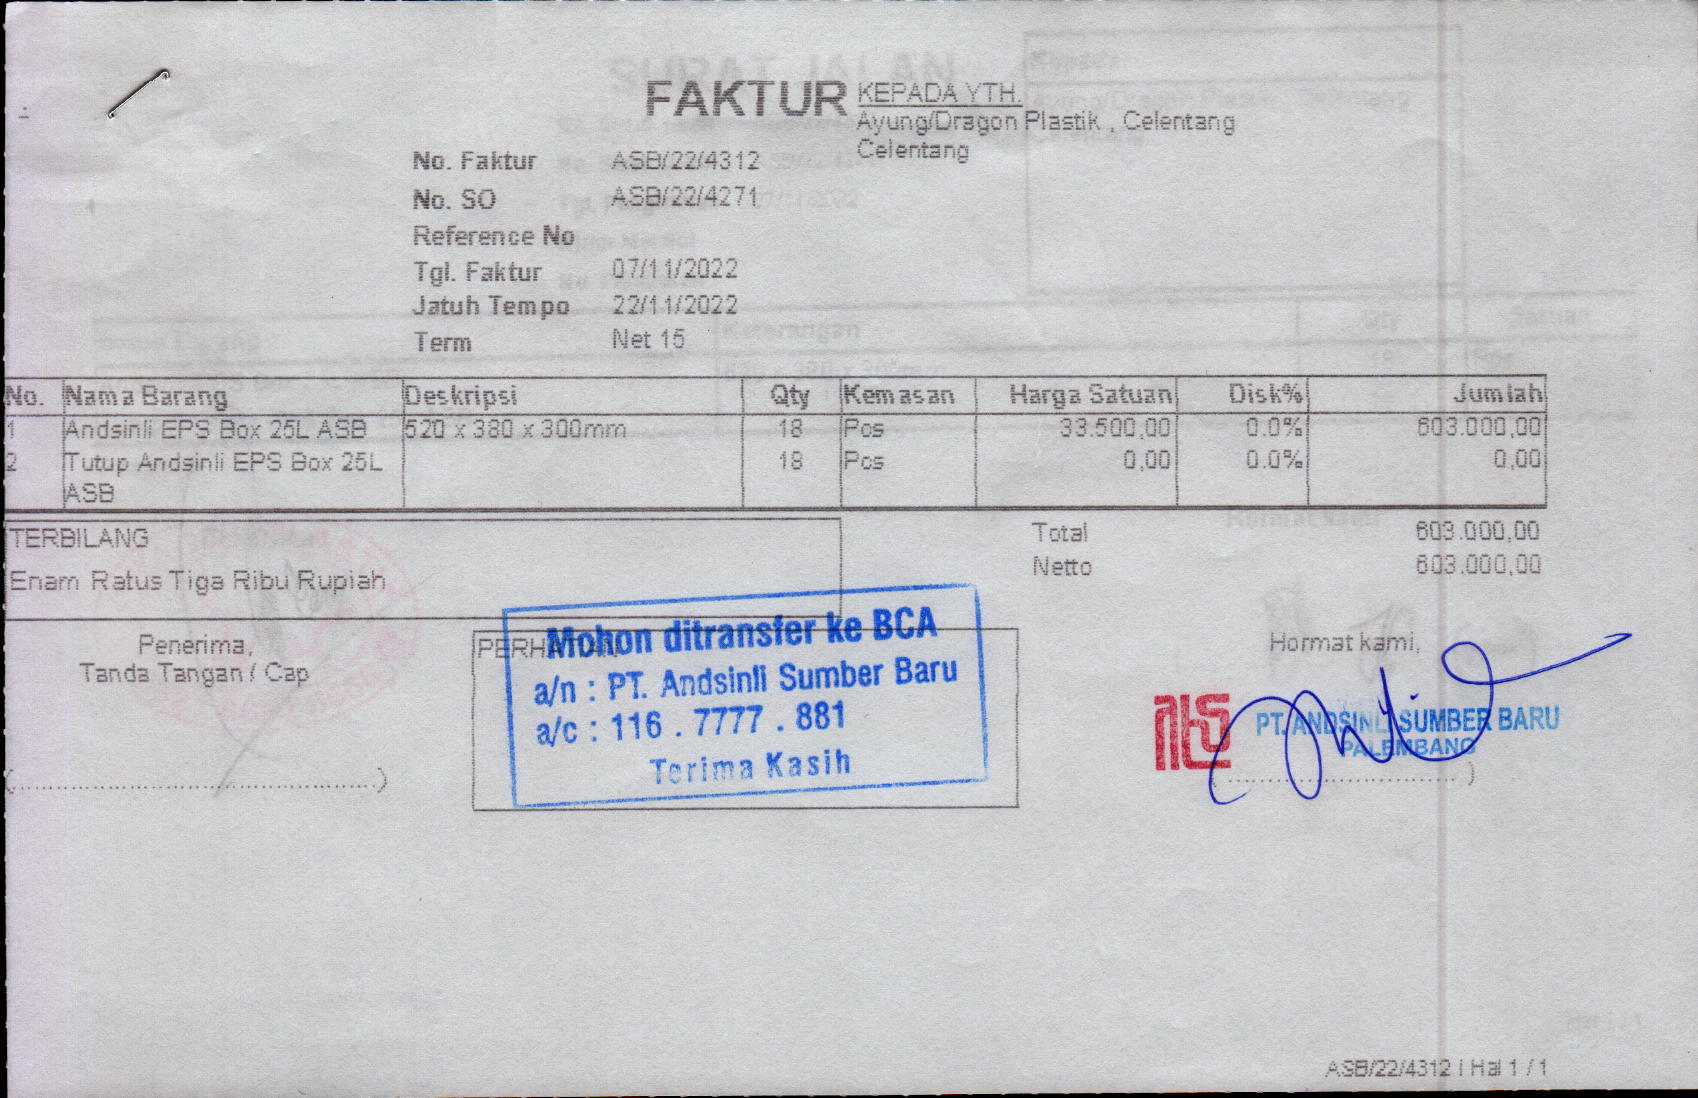 FAKTUR
KEPADA YTH.
Ayung/Dragon Plastik , Celentang
Celentang
No. Faktur ASB/22/4312
No. SO ASB/22/4271
Reference No
Tgl. Faktur 07/11/2022
Jatuh Tempo 22/11/2022
Term Net 15
No. Nama Barang Deskripsi Qty Kemasan Harga Satuan Disk% Jumlah
1 Andsinli EPS Box 25L ASB 520 x 380 x 300mm 18 Pcs 33.500,00 0.0% 603.000,00
2 Tutup Andsinli EPS Box 25L 18 Pcs 0,00 0.0% 0,00
ASB
TERBILANG
Enam Ratus Tiga Ribu Rupiah
Total 603.000,00
Netto 603.000,00
Penerima,
Tanda Tangan / Cap
(..........................................................)
Mohon ditransfer ke BCA
a/n : PT. Andsinli Sumber Baru
a/c : 116 . 7777 . 881
Terima Kasih
Hormat kami,
PT. ANDSINLI SUMBER BARU
PALEMBANG
ASB/22/4312 | Hal 1 / 1